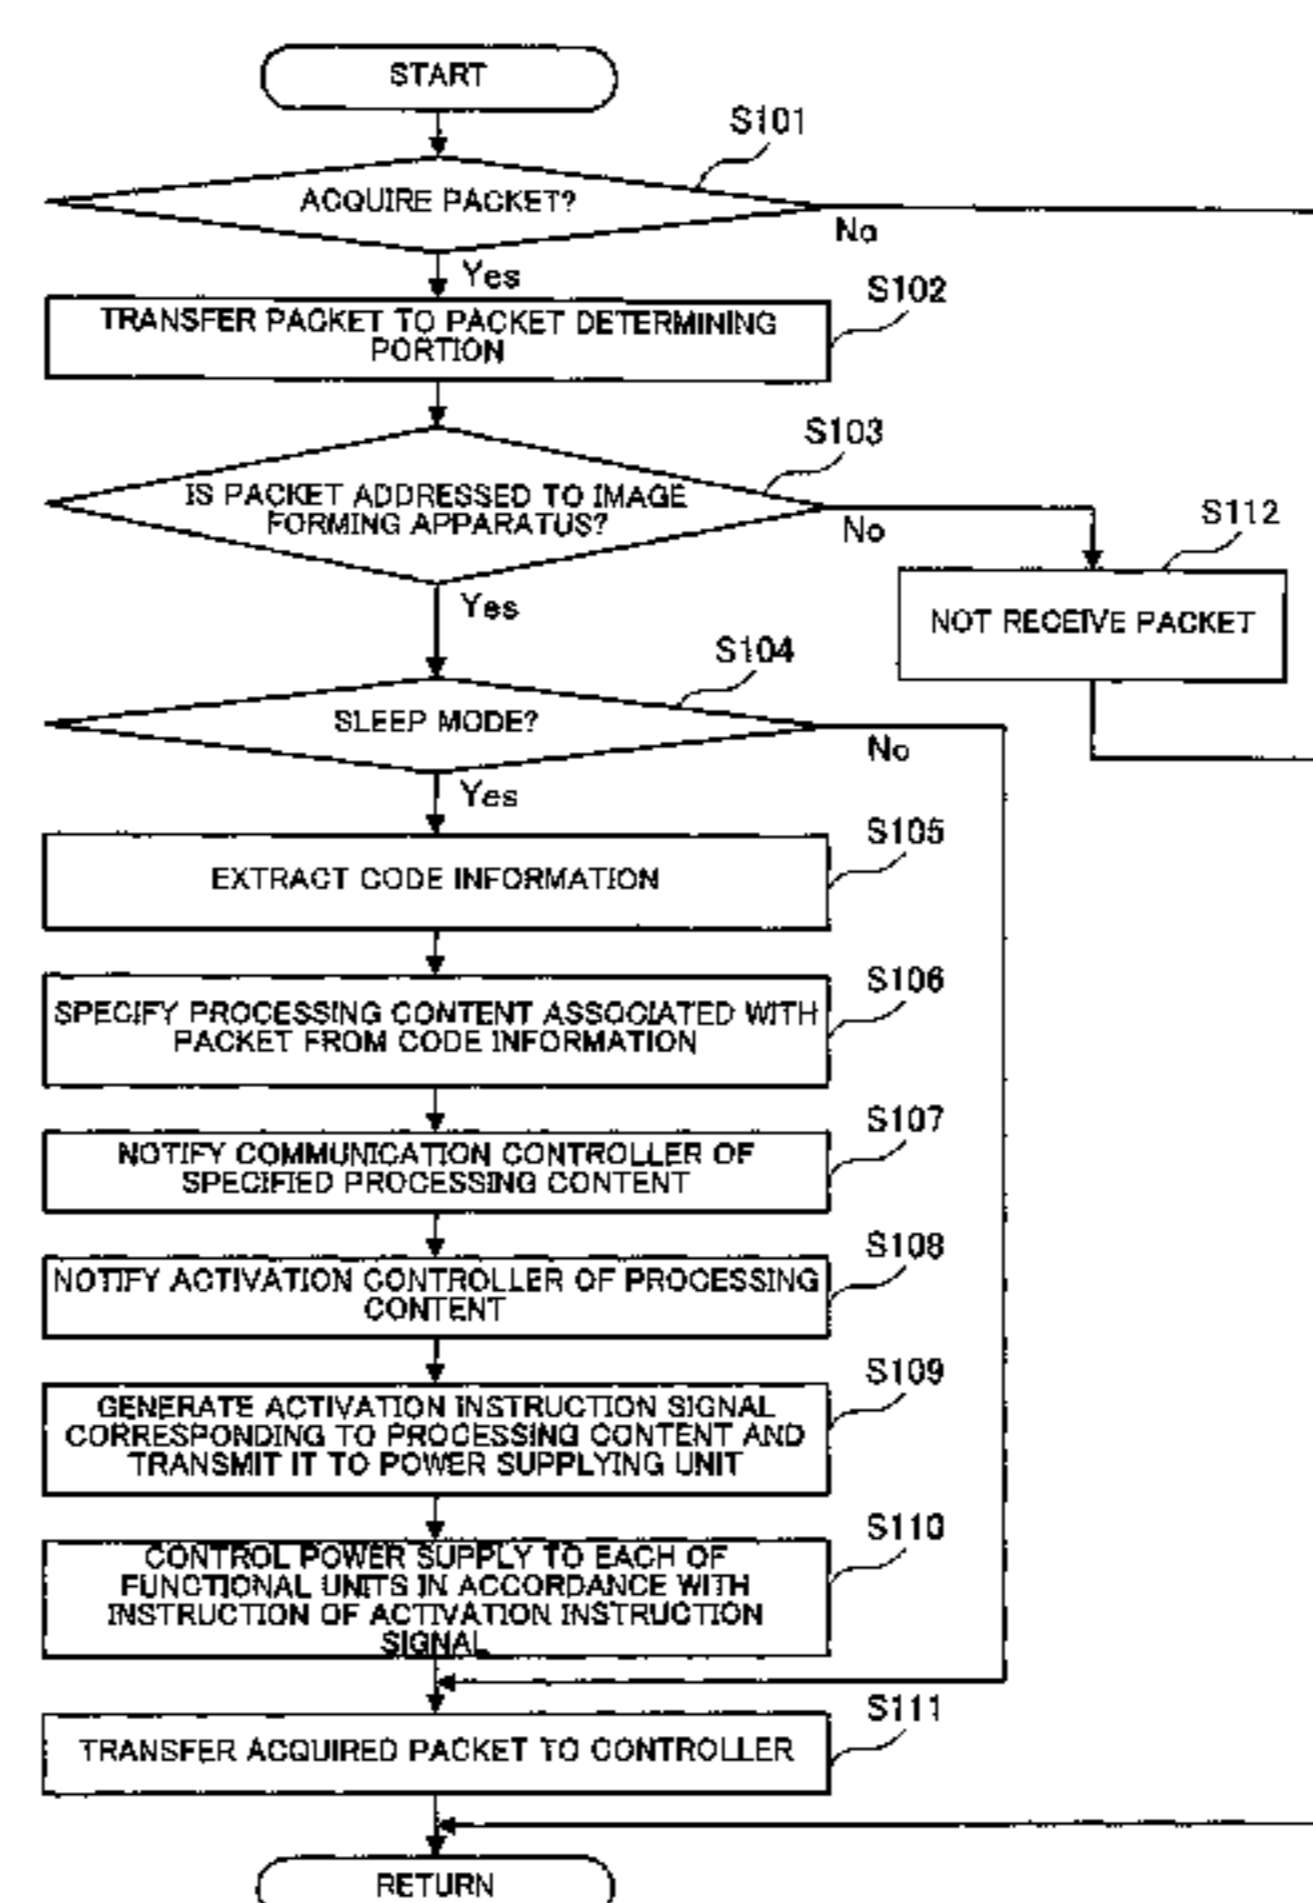 START
S101
ACQUIRE PACKET?
No
Yes
S102
TRANSFER PACKET TO PACKET DETERMINING
PORTION
S103
IS PACKET ADDRESSED TO IMAGE
FORMING APPARATUS?
No
S112
NOT RECEIVE PACKET
Yes
S104
SLEEP MODE?
No
Yes
S105
EXTRACT CODE INFORMATION
S106
SPECIFY PROCESSING CONTENT ASSOCIATED WITH
PACKET FROM CODE INFORMATION
S107
NOTIFY COMMUNICATION CONTROLLER OF
SPECIFIED PROCESSING CONTENT
S108
NOTIFY ACTIVATION CONTROLLER OF PROCESSING
CONTENT
S109
GENERATE ACTIVATION INSTRUCTION SIGNAL
CORRESPONDING TO PROCESSING CONTENT AND
TRANSMIT IT TO POWER SUPPLYING UNIT
S110
CONTROL POWER SUPPLY TO EACH OF
FUNCTIONAL UNITS IN ACCORDANCE WITH
INSTRUCTION OF ACTIVATION INSTRUCTION
SIGNAL
S111
TRANSFER ACQUIRED PACKET TO CONTROLLER
RETURN